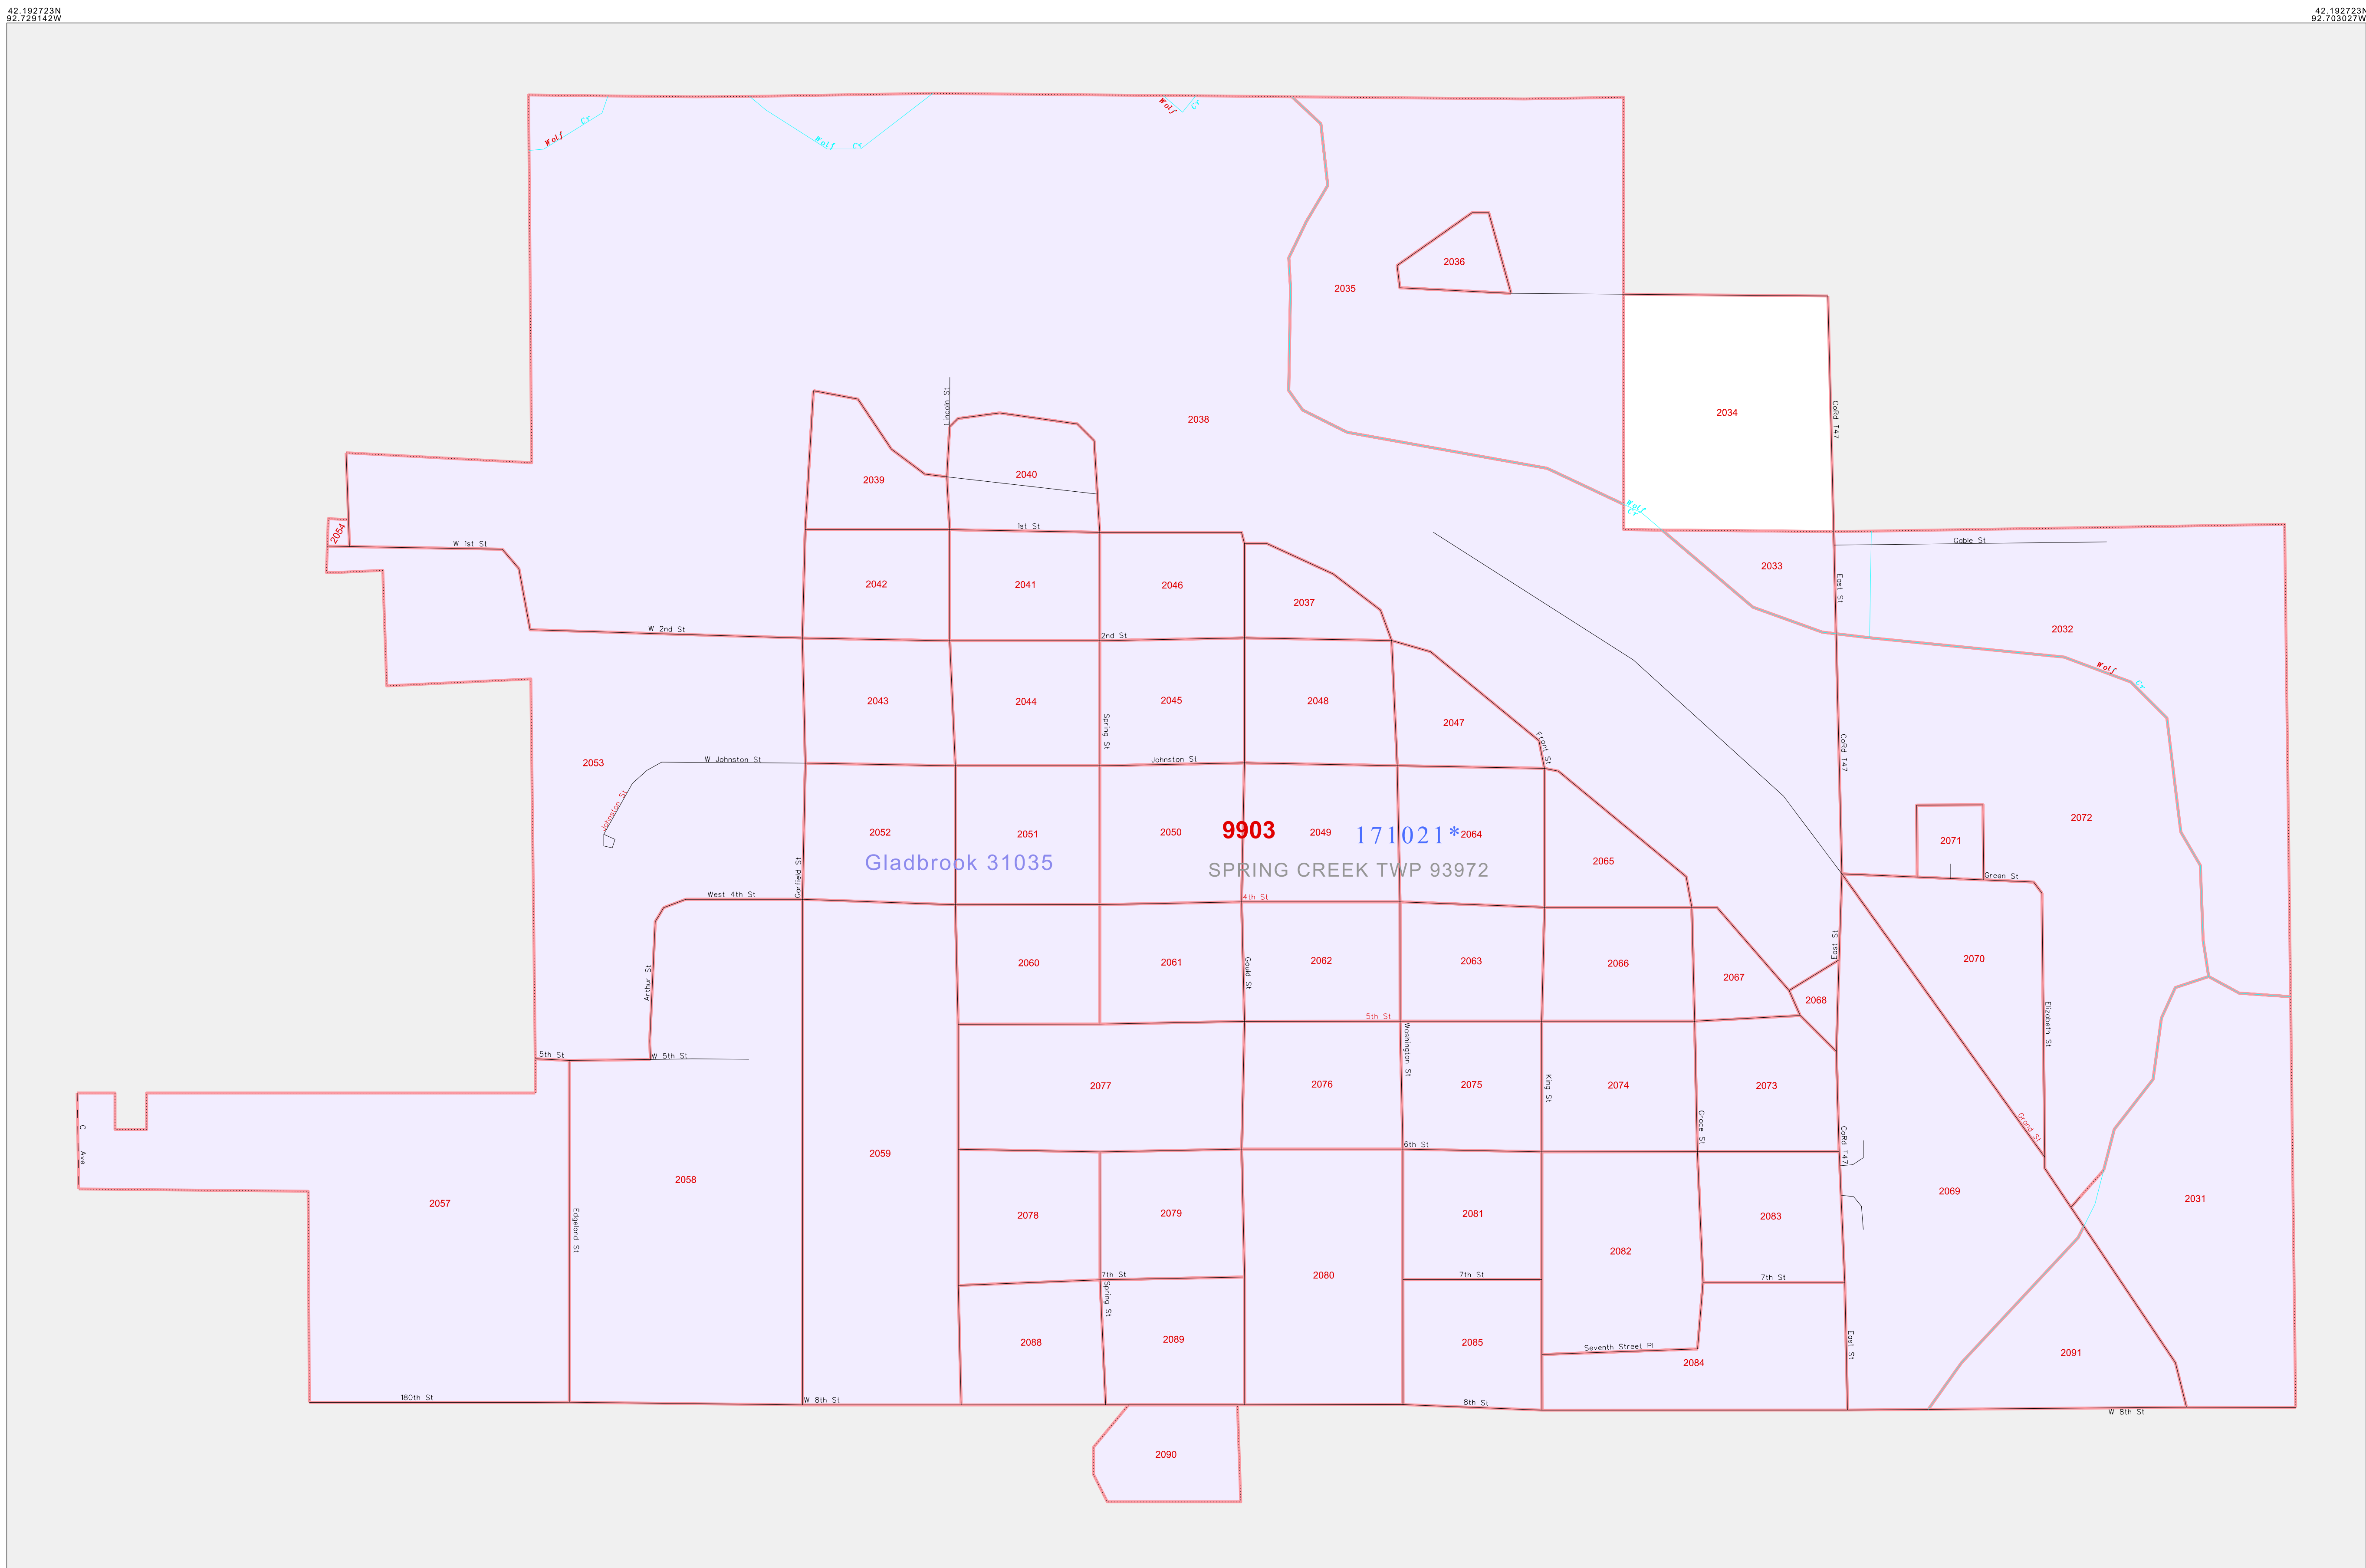 42.192723N
92.729142W
42.192723N
92.703027W
Wolf Cr
Wolf Cr
Wolf Cr
2036
2035
Lincoln St
2038
2034
CoRd T47
2039
2040
Wolf
Cr
2054
W 1st St
1st St
Goble St
2042
2041
2046
2037
2033
East St
2032
W 2nd St
2nd St
Wolf Cr
2043
2044
2045
2048
2047
Spring St
Front St
CoRd T47
2053
W Johnston St
Johnston St
Johnston St
2052
2051
2050
9903
2049
171021*
2064
2072
2071
Gladbrook 31035
SPRING CREEK TWP 93972
2065
Garfield St
Green St
West 4th St
4th St
East St
2060
2061
2062
2063
2066
2067
2070
2068
Arthur St
Gould St
5th St
Elizabeth St
Washington St
5th St
W 5th St
2077
2076
2075
2074
2073
King St
Grace St
Grand St
C Ave
6th St
CoRd T47
2059
2058
2057
2069
2031
2078
2079
2081
2083
Edgeland St
2082
2080
7th St
7th St
7th St
Spring St
2088
2089
2085
Seventh Street Pl
East St
2084
2091
180th St
W 8th St
8th St
W 8th St
2090